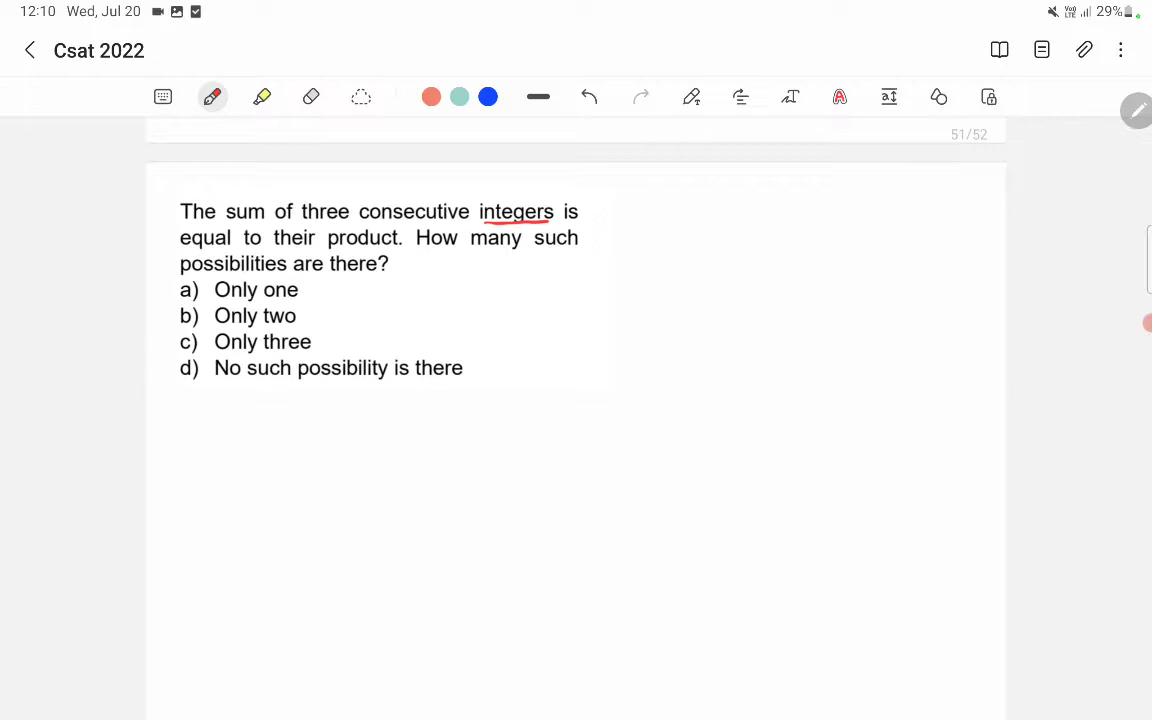 12:10 Wed, Jul 20 29%
Csat 2022
51/52
The sum of three consecutive integers is
equal to their product. How many such
possibilities are there?
a) Only one
b) Only two
c) Only three
d) No such possibility is there